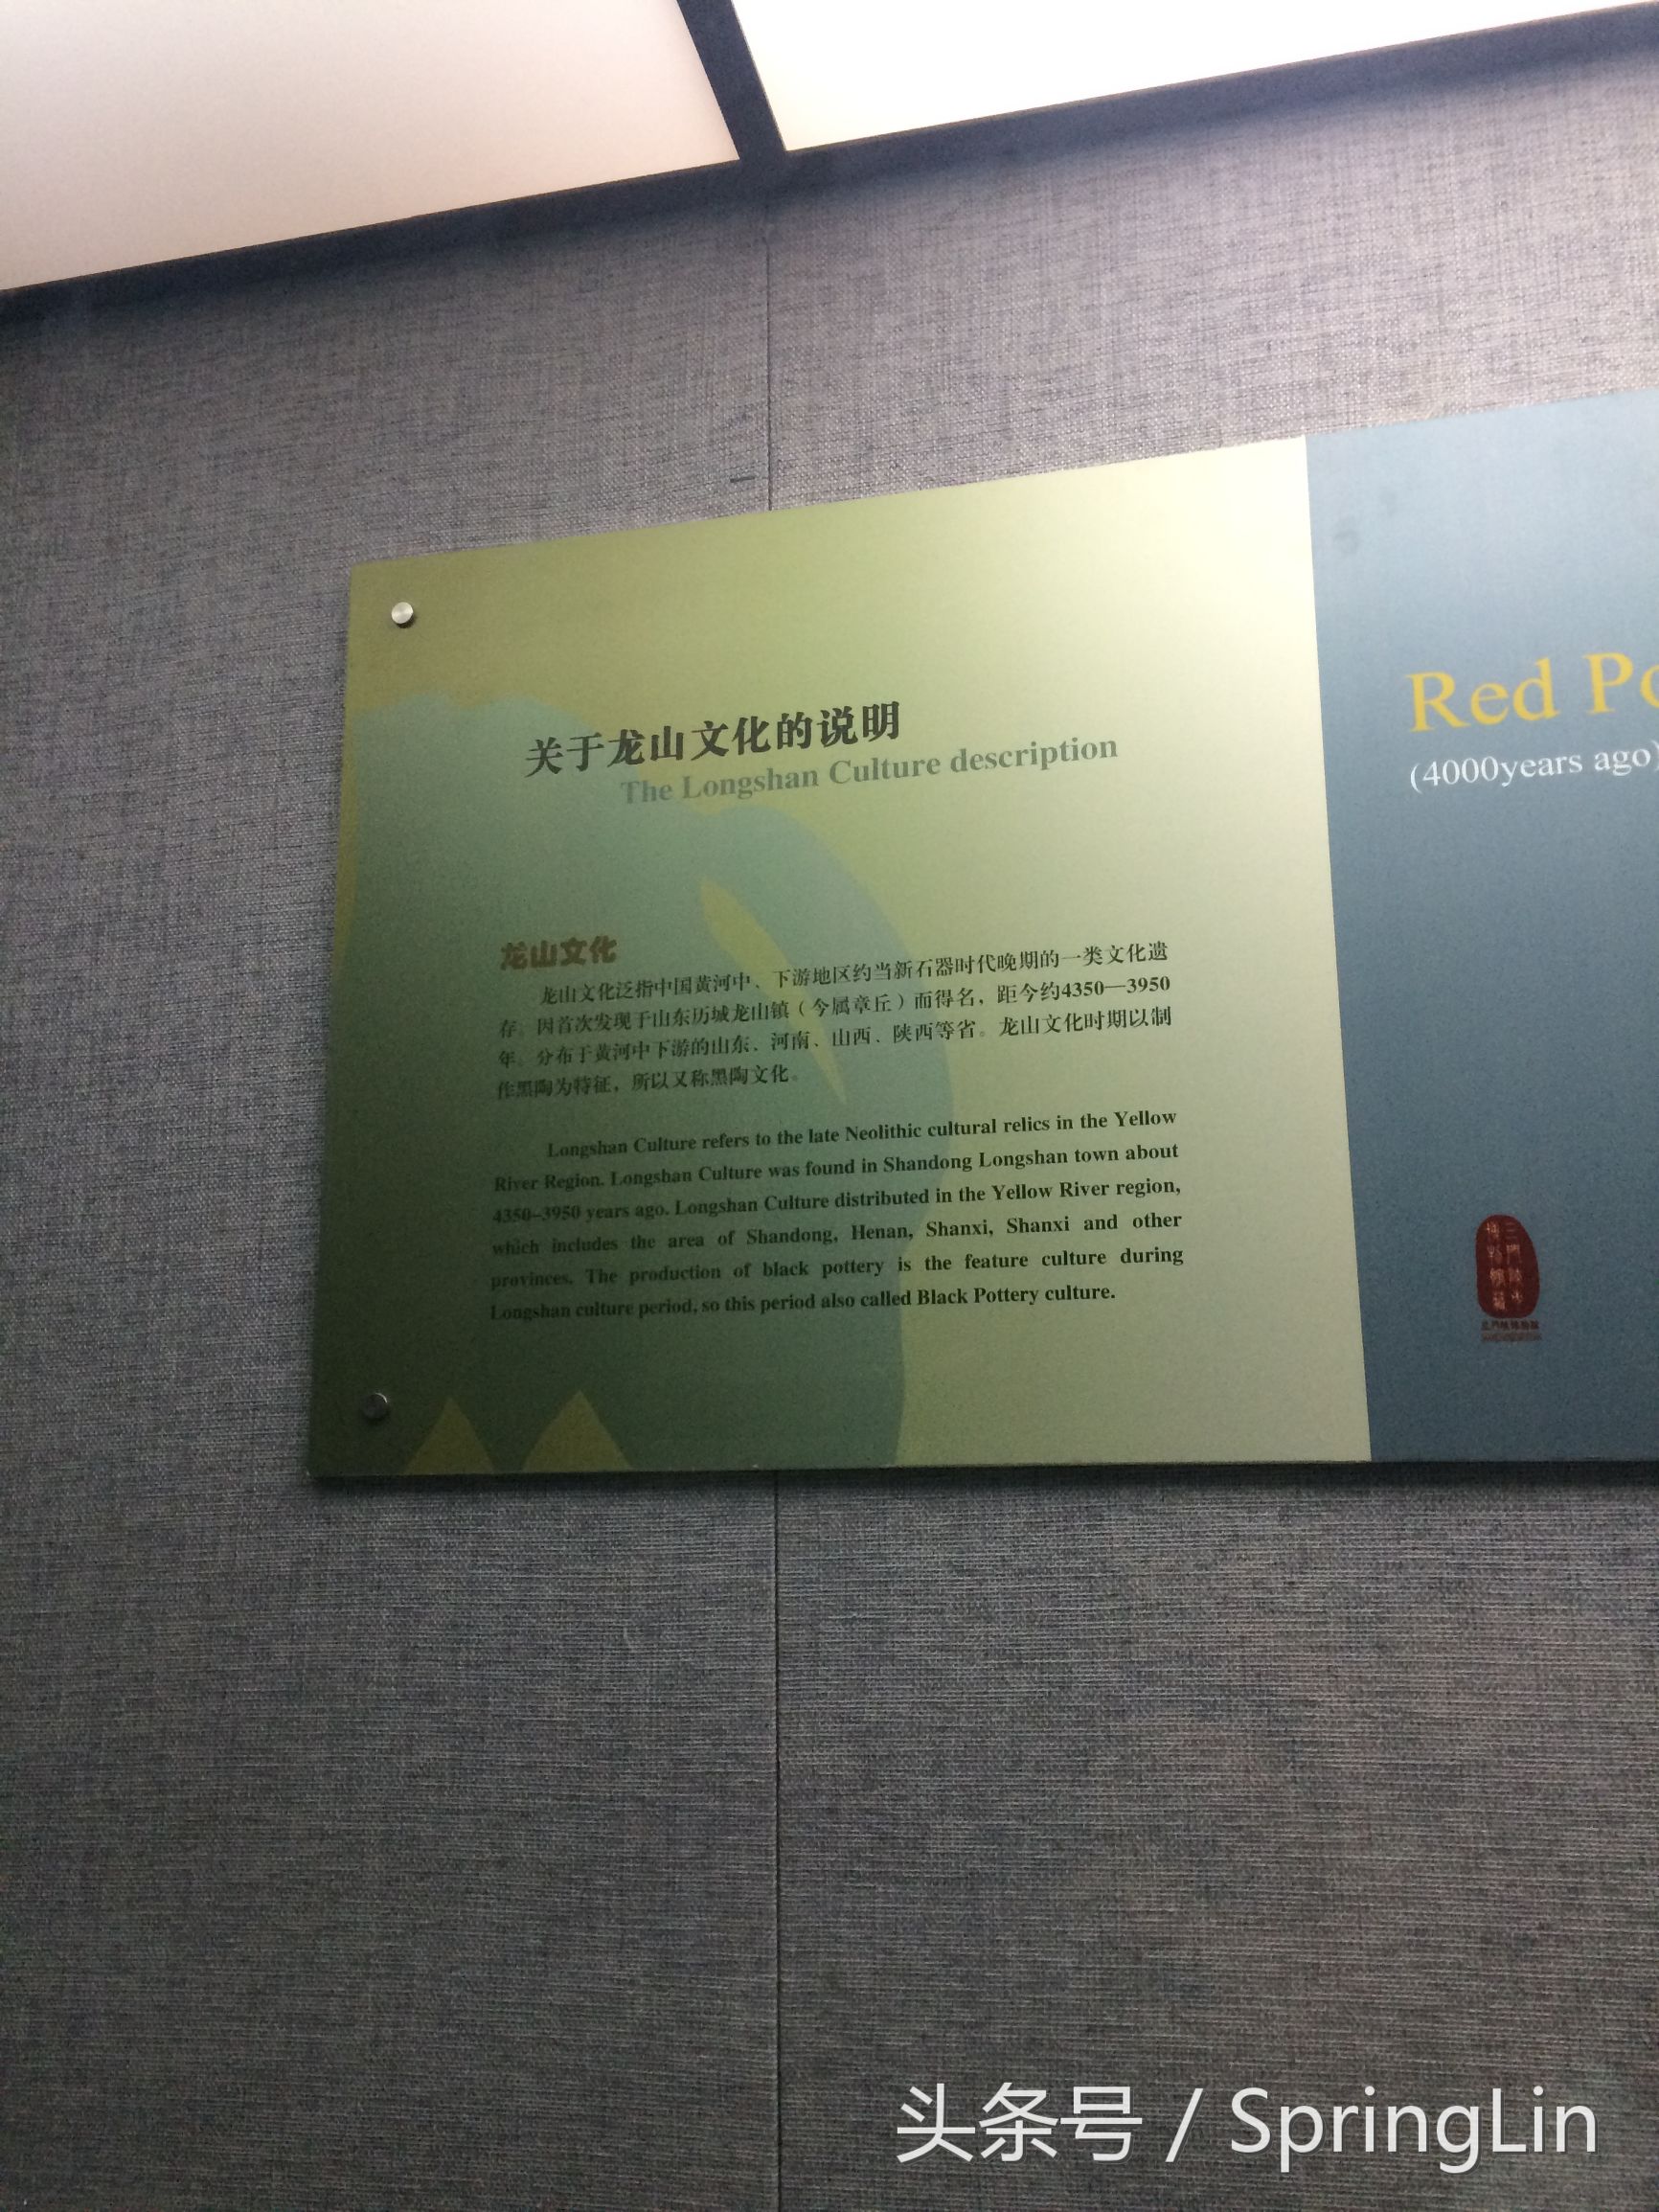 关于龙山文化的说明
The Longshan Culture description
龙山文化
龙山文化泛指中国黄河中、下游地区约当新石器时代晚期的一类文化遗
存。因首次发现于山东历城龙山镇（今属章丘）而得名，距今约4350—3950
年。分布于黄河中下游的山东、河南、山西、陕西等省。龙山文化时期以制
作黑陶为特征，所以又称黑陶文化。
Longshan Culture refers to the late Neolithic cultural relics in the Yellow
River Region. Longshan Culture was found in Shandong Longshan town about
4350–3950 years ago. Longshan Culture distributed in the Yellow River region,
which includes the area of Shandong, Henan, Shanxi, Shanxi and other
provinces. The production of black pottery is the feature culture during
Longshan culture period, so this period also called Black Pottery culture.
Red Po
(4000years ago)
头条号 / SpringLin